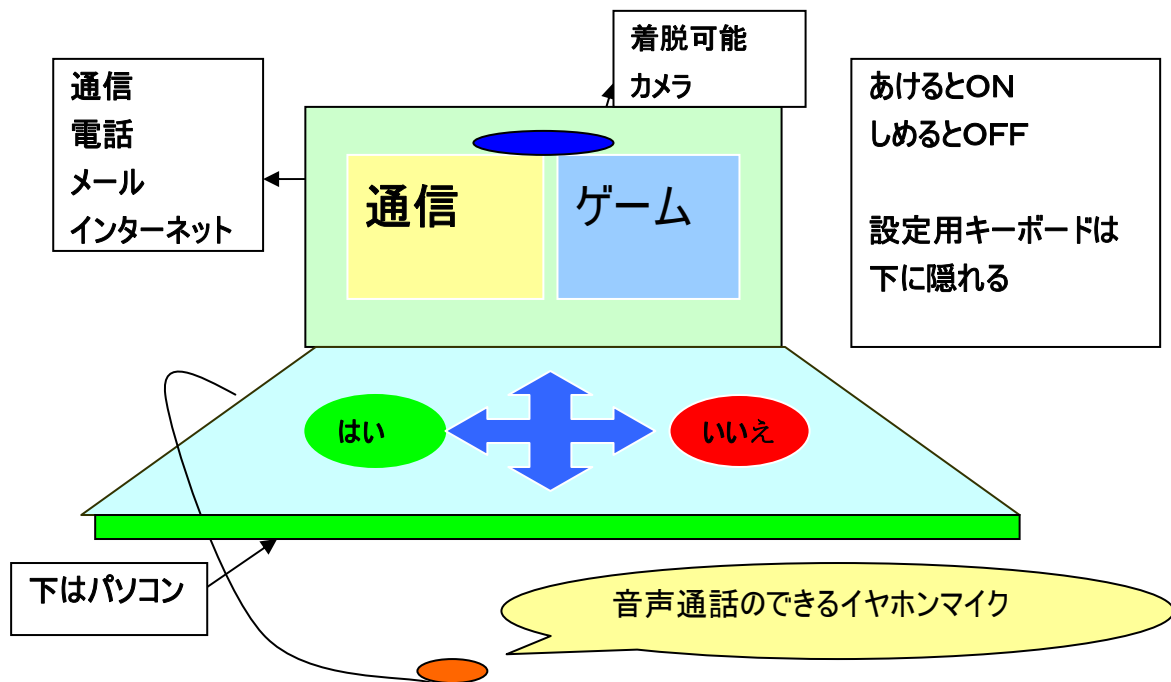 着脱可能
カメラ
通信
電話
メール
インターネット
あけるとON
しめるとOFF
設定用キーボードは
下に隠れる
通信
ゲーム
はい
いいえ
下はパソコン
音声通話のできるイヤホンマイク